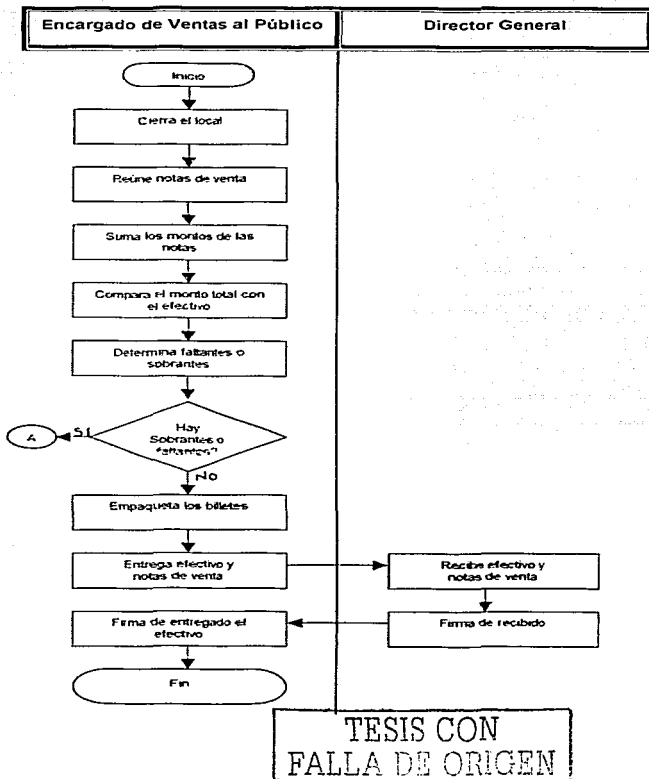 Encargado de Ventas al Público
Director General
Inicio
Cierra el local
Reúne notas de venta
Suma los montos de las
notas
Compara el monto total con
el efectivo
Determina faltantes o
sobrantes
Hay
Sobrantes o
faltantes?
A
SI
No
Empaqueta los billetes
Entrega efectivo y
notas de venta
Recibe efectivo y
notas de venta
Firma de entregado el
efectivo
Firma de recibido
Fin
TESIS CON
FALLA DE ORIGEN